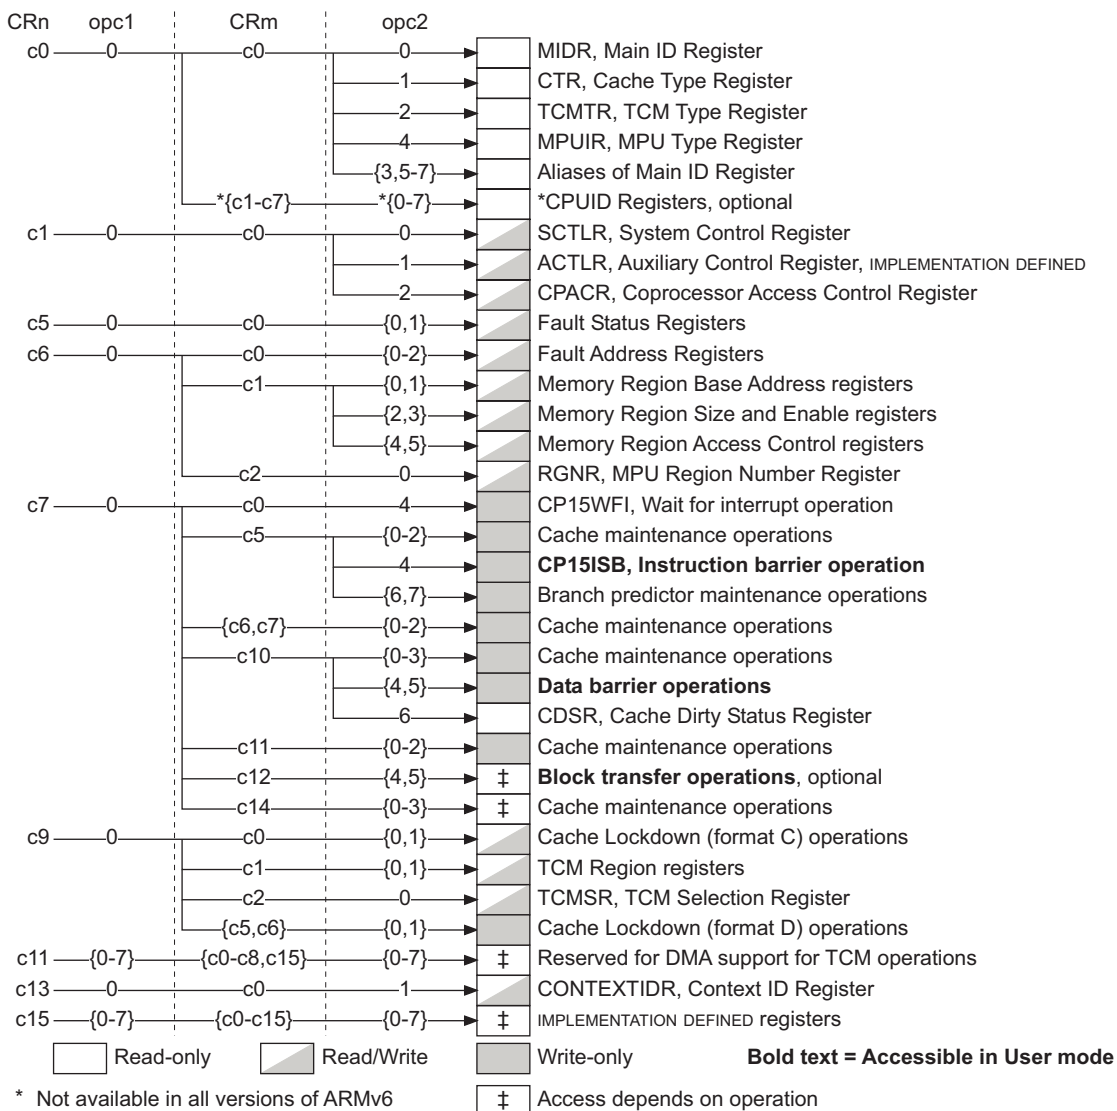 CRn opc1 CRm opc2
c0 0 c0 0 MIDR, Main ID Register
1 CTR, Cache Type Register
2 TCMTR, TCM Type Register
4 MPUIR, MPU Type Register
{3,5-7} Aliases of Main ID Register
*{c1-c7} *{0-7} *CPUID Registers, optional
c1 0 c0 0 SCTLR, System Control Register
1 ACTLR, Auxiliary Control Register, IMPLEMENTATION DEFINED
2 CPACR, Coprocessor Access Control Register
c5 0 c0 {0,1} Fault Status Registers
c6 0 c0 {0-2} Fault Address Registers
c1 {0,1} Memory Region Base Address registers
{2,3} Memory Region Size and Enable registers
{4,5} Memory Region Access Control registers
c2 0 RGNR, MPU Region Number Register
c7 0 c0 4 CP15WFI, Wait for interrupt operation
c5 {0-2} Cache maintenance operations
4 CP15ISB, Instruction barrier operation
{6,7} Branch predictor maintenance operations
{c6,c7} {0-2} Cache maintenance operations
c10 {0-3} Cache maintenance operations
{4,5} Data barrier operations
6 CDSR, Cache Dirty Status Register
c11 {0-2} Cache maintenance operations
c12 {4,5} ‡ Block transfer operations, optional
c14 {0-3} ‡ Cache maintenance operations
c9 0 c0 {0,1} Cache Lockdown (format C) operations
c1 {0,1} TCM Region registers
c2 0 TCMSR, TCM Selection Register
{c5,c6} {0,1} Cache Lockdown (format D) operations
c11 {0-7} {c0-c8,c15} {0-7} ‡ Reserved for DMA support for TCM operations
c13 0 c0 1 CONTEXTIDR, Context ID Register
c15 {0-7} {c0-c15} {0-7} ‡ IMPLEMENTATION DEFINED registers
Read-only Read/Write Write-only Bold text = Accessible in User mode
* Not available in all versions of ARMv6 ‡ Access depends on operation